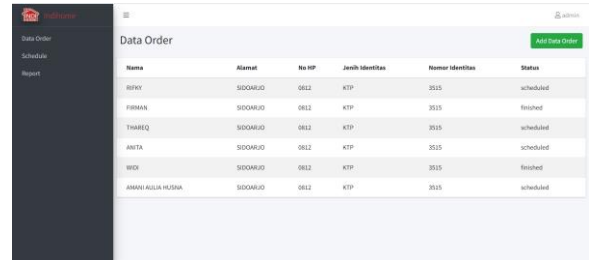 INDI
indihome
admin
Data Order
Schedule
Report
Data Order
Add Data Order
Nama Alamat No HP Jenih Identitas Nomor Identitas Status
RIFKY SIDOARJO 0812 KTP 3515 scheduled
FIRMAN SIDOARJO 0812 KTP 3515 finished
THAREQ SIDOARJO 0812 KTP 3515 scheduled
ANITA SIDOARJO 0812 KTP 3515 scheduled
WIDI SIDOARJO 0812 KTP 3515 finished
AMANI AULIA HUSNA SIDOARJO 0812 KTP 3515 scheduled